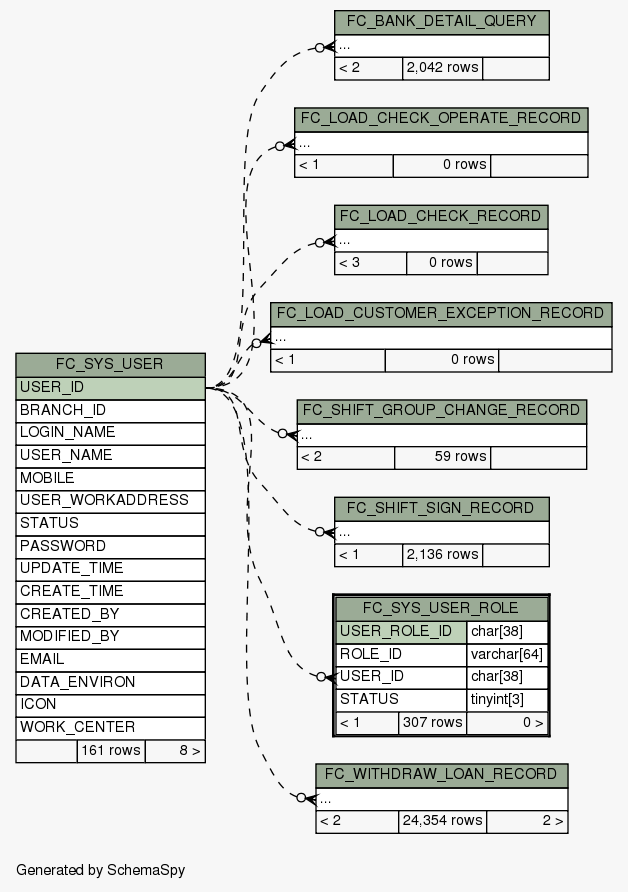 FC_BANK_DETAIL_QUERY
...
< 2 2,042 rows
FC_LOAD_CHECK_OPERATE_RECORD
...
< 1 0 rows
FC_LOAD_CHECK_RECORD
...
< 3 0 rows
FC_LOAD_CUSTOMER_EXCEPTION_RECORD
...
< 1 0 rows
FC_SYS_USER
USER_ID
BRANCH_ID
LOGIN_NAME
USER_NAME
MOBILE
USER_WORKADDRESS
STATUS
PASSWORD
UPDATE_TIME
CREATE_TIME
CREATED_BY
MODIFIED_BY
EMAIL
DATA_ENVIRON
ICON
WORK_CENTER
161 rows 8 >
FC_SHIFT_GROUP_CHANGE_RECORD
...
< 2 59 rows
FC_SHIFT_SIGN_RECORD
...
< 1 2,136 rows
FC_SYS_USER_ROLE
USER_ROLE_ID char[38]
ROLE_ID varchar[64]
USER_ID char[38]
STATUS tinyint[3]
< 1 307 rows 0 >
FC_WITHDRAW_LOAN_RECORD
...
< 2 24,354 rows 2 >
Generated by SchemaSpy